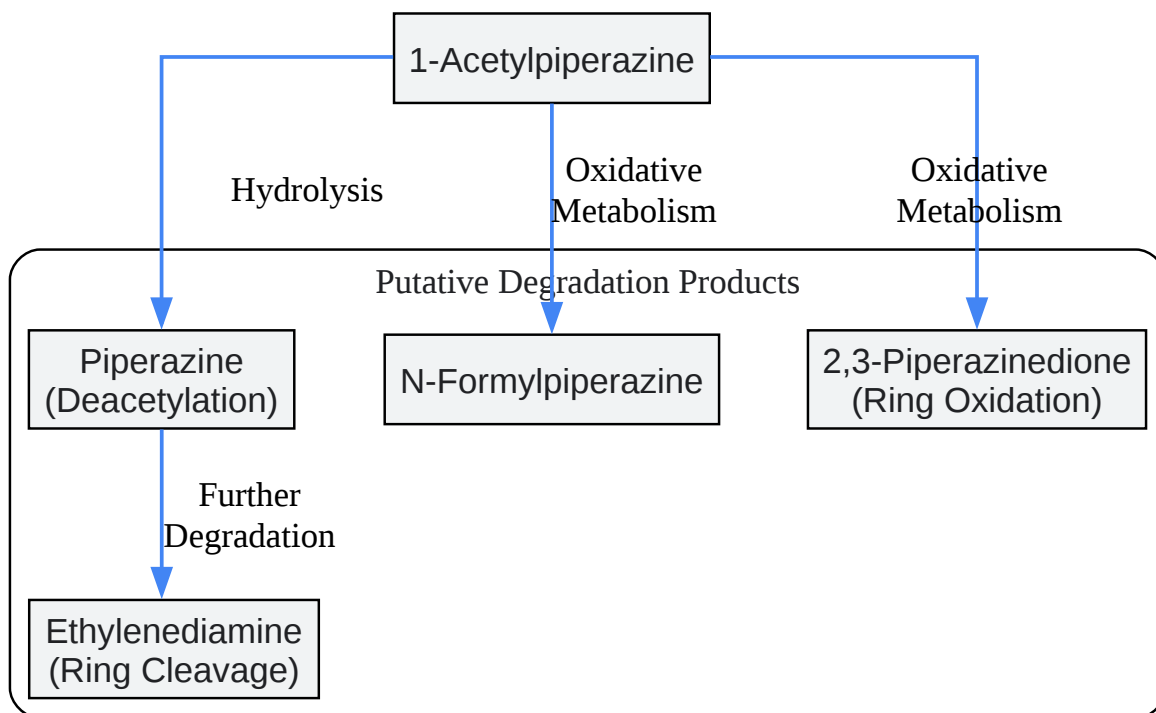 1-Acetylpiperazine
Hydrolysis
Oxidative
Metabolism
Oxidative
Metabolism
Putative Degradation Products
Piperazine
(Deacetylation)
N-Formylpiperazine
2,3-Piperazinedione
(Ring Oxidation)
Further
Degradation
Ethylenediamine
(Ring Cleavage)